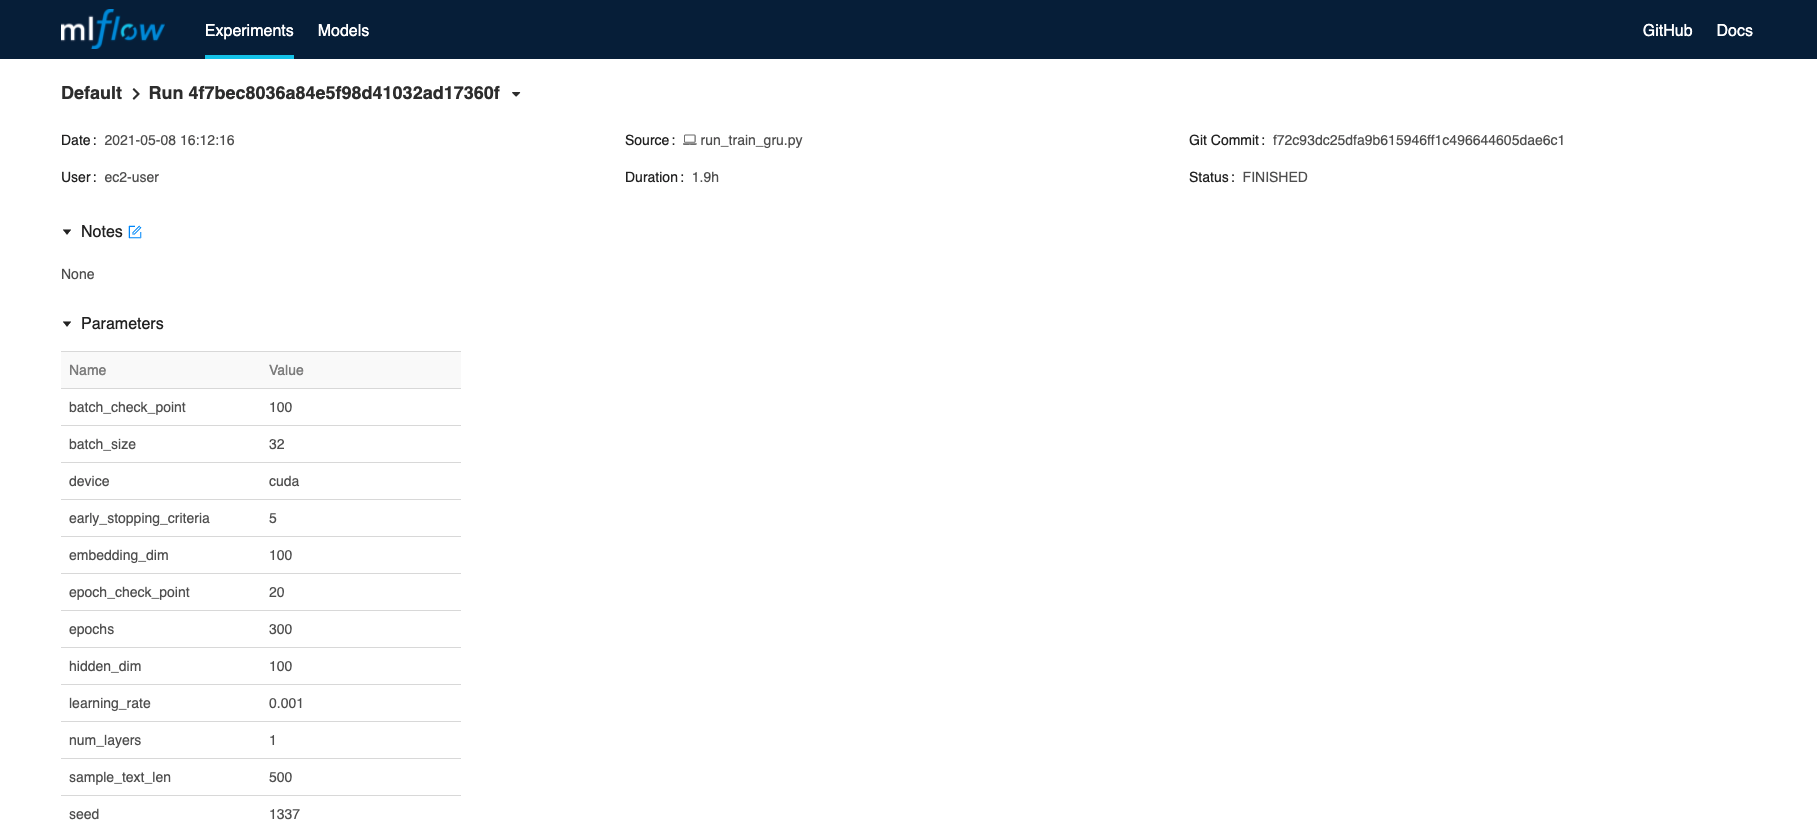 mlflow Experiments Models GitHub Docs
Default > Run 4f7bec8036a84e5f98d41032ad17360f
Date: 2021-05-08 16:12:16 Source: run_train_gru.py Git Commit: f72c93dc25dfa9b615946ff1c496644605dae6c1
User: ec2-user Duration: 1.9h Status: FINISHED
Notes
None
Parameters
Name Value
batch_check_point 100
batch_size 32
device cuda
early_stopping_criteria 5
embedding_dim 100
epoch_check_point 20
epochs 300
hidden_dim 100
learning_rate 0.001
num_layers 1
sample_text_len 500
seed 1337